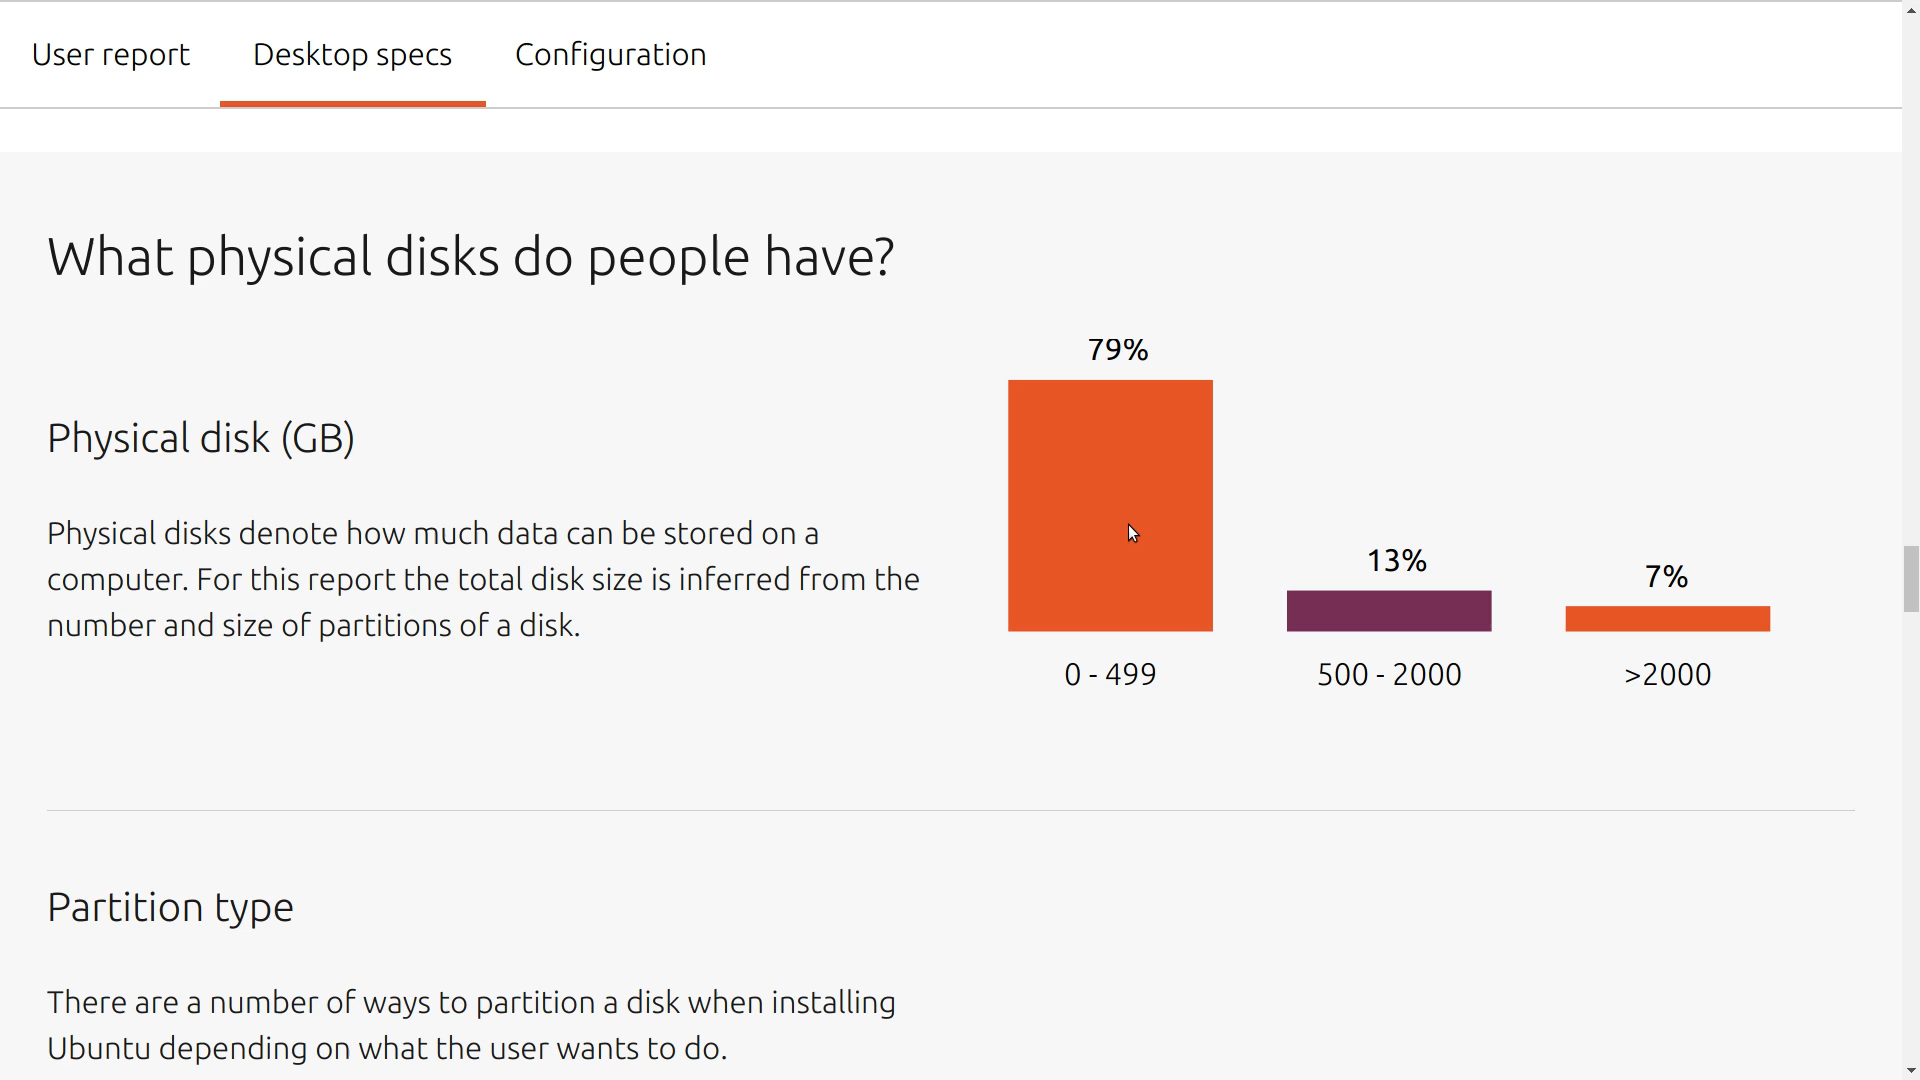 User report
Desktop specs
Configuration
What physical disks do people have?
Physical disk (GB)
Physical disks denote how much data can be stored on a
computer. For this report the total disk size is inferred from the
number and size of partitions of a disk.
79%
13%
7%
0 - 499
500 - 2000
>2000
Partition type
There are a number of ways to partition a disk when installing
Ubuntu depending on what the user wants to do.